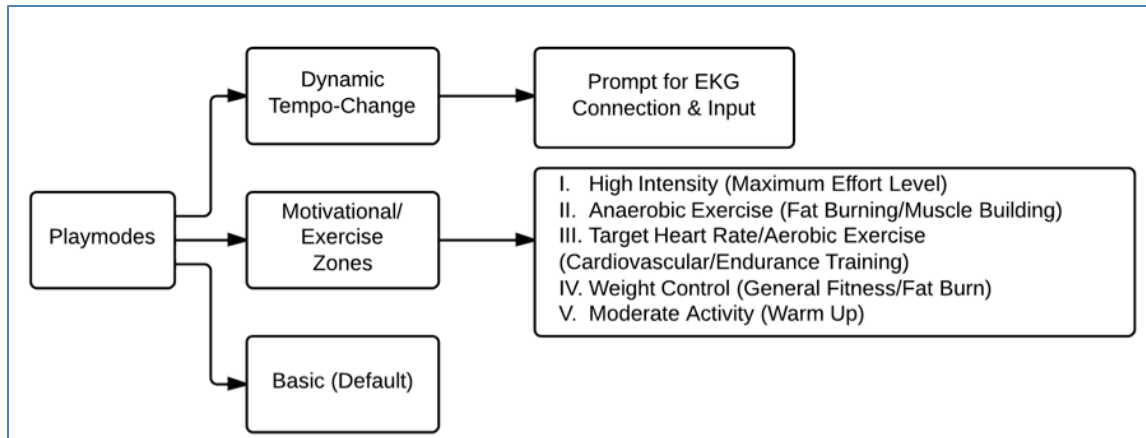 Dynamic
Tempo-Change
Prompt for EKG
Connection & Input
Playmodes
Motivational/
Exercise
Zones
I. High Intensity (Maximum Effort Level)
II. Anaerobic Exercise (Fat Burning/Muscle Building)
III. Target Heart Rate/Aerobic Exercise
(Cardiovascular/Endurance Training)
IV. Weight Control (General Fitness/Fat Burn)
V. Moderate Activity (Warm Up)
Basic (Default)